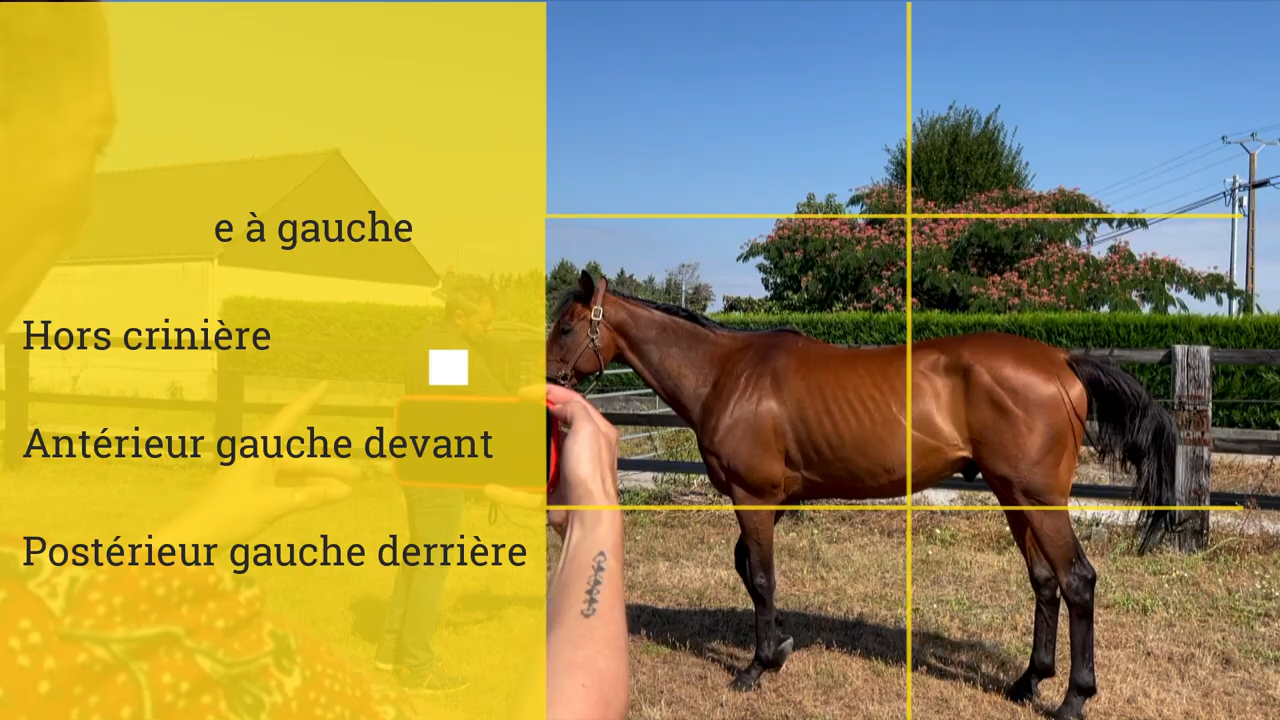 e à gauche
Hors crinière
Antérieur gauche devant
Postérieur gauche derrière